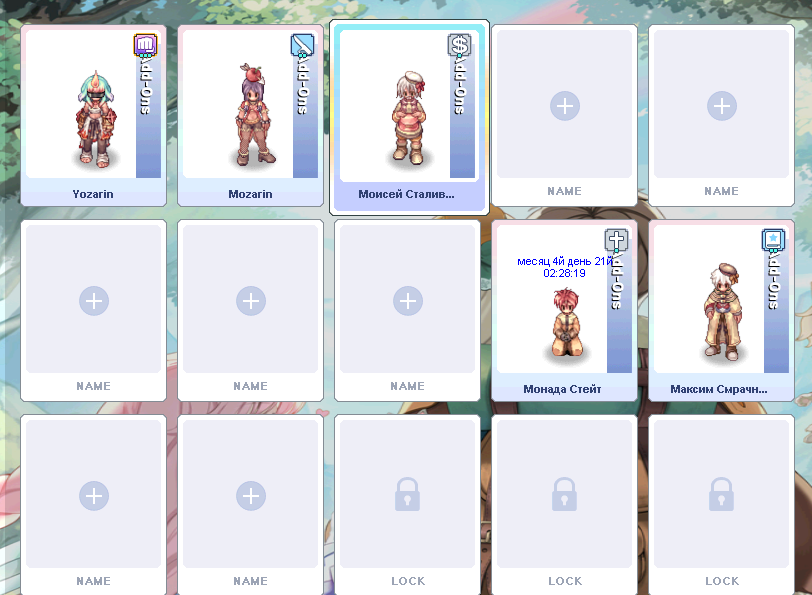 Add-Ons
Add-Ons
$
Add-Ons
Yozarin
Mozarin
Моисей Сталив...
NAME
NAME
месяц 4й день 21й
02:28:19
Add-Ons
Add-Ons
NAME
NAME
NAME
Монада Стейт
Максим Смрачн...
NAME
NAME
LOCK
LOCK
LOCK